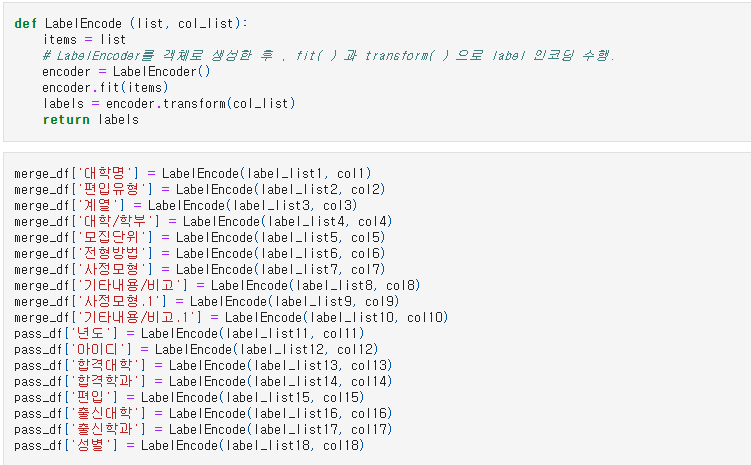 def LabelEncode (list, col_list):
    items = list
    # LabelEncoder를 객체로 생성한 후 , fit( ) 과 transform( ) 으로 label 인코딩 수행.
    encoder = LabelEncoder()
    encoder.fit(items)
    labels = encoder.transform(col_list)
    return labels
merge_df['대학명'] = LabelEncode(label_list1, col1)
merge_df['편입유형'] = LabelEncode(label_list2, col2)
merge_df['계열'] = LabelEncode(label_list3, col3)
merge_df['대학/학부'] = LabelEncode(label_list4, col4)
merge_df['모집단위'] = LabelEncode(label_list5, col5)
merge_df['전형방법'] = LabelEncode(label_list6, col6)
merge_df['사정모형'] = LabelEncode(label_list7, col7)
merge_df['기타내용/비고'] = LabelEncode(label_list8, col8)
merge_df['사정모형.1'] = LabelEncode(label_list9, col9)
merge_df['기타내용/비고.1'] = LabelEncode(label_list10, col10)
pass_df['년도'] = LabelEncode(label_list11, col11)
pass_df['아이디'] = LabelEncode(label_list12, col12)
pass_df['합격대학'] = LabelEncode(label_list13, col13)
pass_df['합격학과'] = LabelEncode(label_list14, col14)
pass_df['편입'] = LabelEncode(label_list15, col15)
pass_df['출신대학'] = LabelEncode(label_list16, col16)
pass_df['출신학과'] = LabelEncode(label_list17, col17)
pass_df['성별'] = LabelEncode(label_list18, col18)